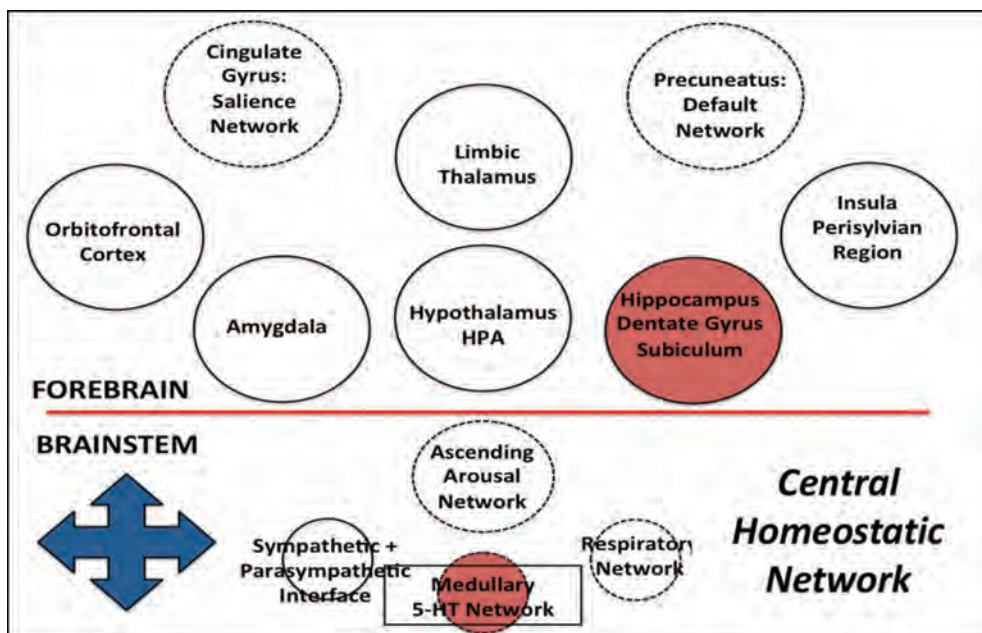 Cingulate
Gyrus:
Salience
Network
Precuneatus:
Default
Network
Limbic
Thalamus
Orbitofrontal
Cortex
Insula
Perisylvian
Region
Amygdala
Hypothalamus
HPA
Hippocampus
Dentate Gyrus
Subiculum
FOREBRAIN
BRAINSTEM
Ascending
Arousal
Network
Sympathetic +
Parasympathetic
Interface
Medullary
5-HT Network
Respiratory
Network
Central
Homeostatic
Network